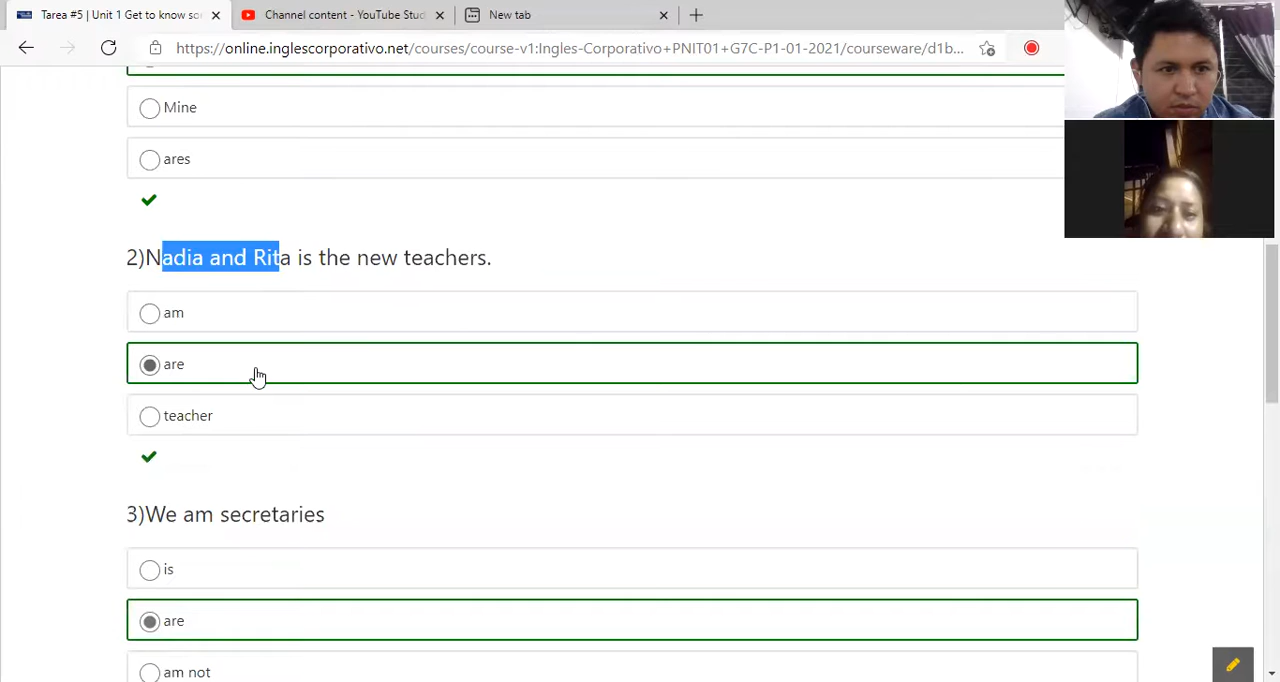 Tarea #5 | Unit 1 Get to know so
Channel content - YouTube Stud
New tab
https://online.inglescorporativo.net/courses/course-v1:Ingles-Corporativo+PNIT01+G7C-P1-01-2021/courseware/d1b...
Mine
ares
2)Nadia and Rita is the new teachers.
am
are
teacher
3)We am secretaries
is
are
am not